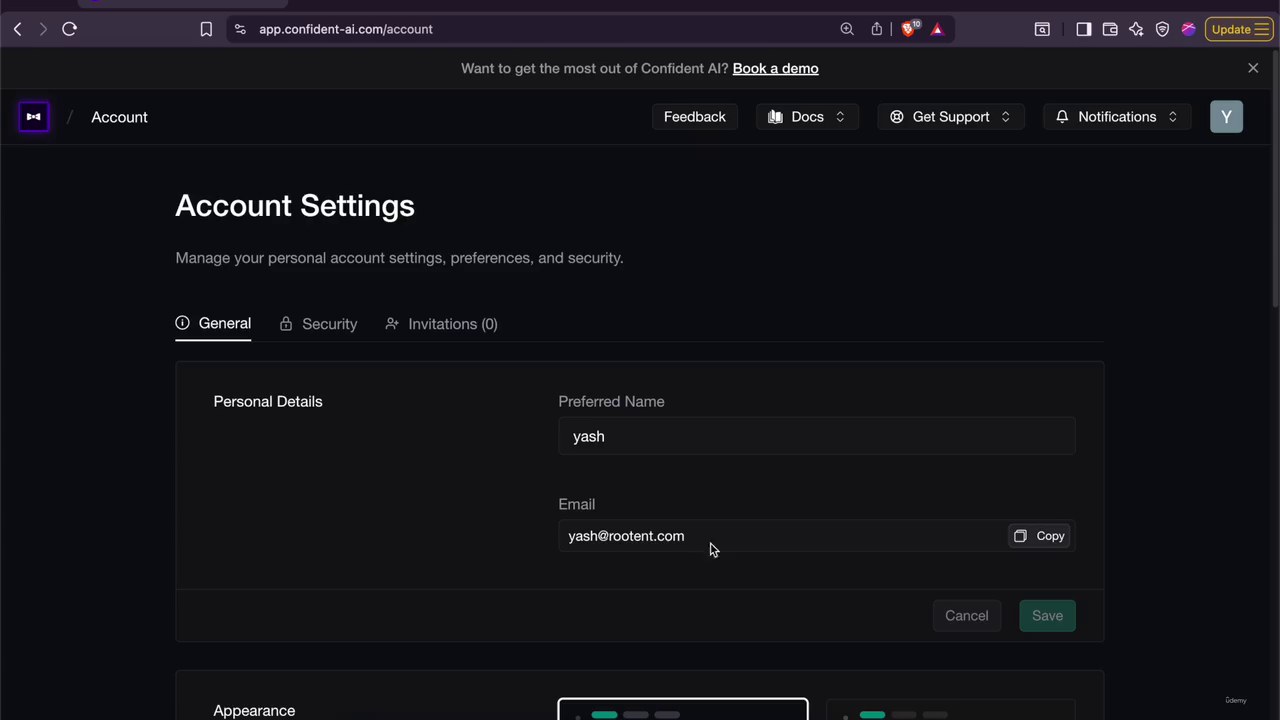 app.confident-ai.com/account
10
Update
Want to get the most out of Confident AI? Book a demo
/ Account
Feedback
Docs
Get Support
Notifications
Y
Account Settings
Manage your personal account settings, preferences, and security.
General
Security
Invitations (0)
Personal Details
Preferred Name
yash
Email
yash@rootent.com
Copy
Cancel
Save
Appearance
ûdemy